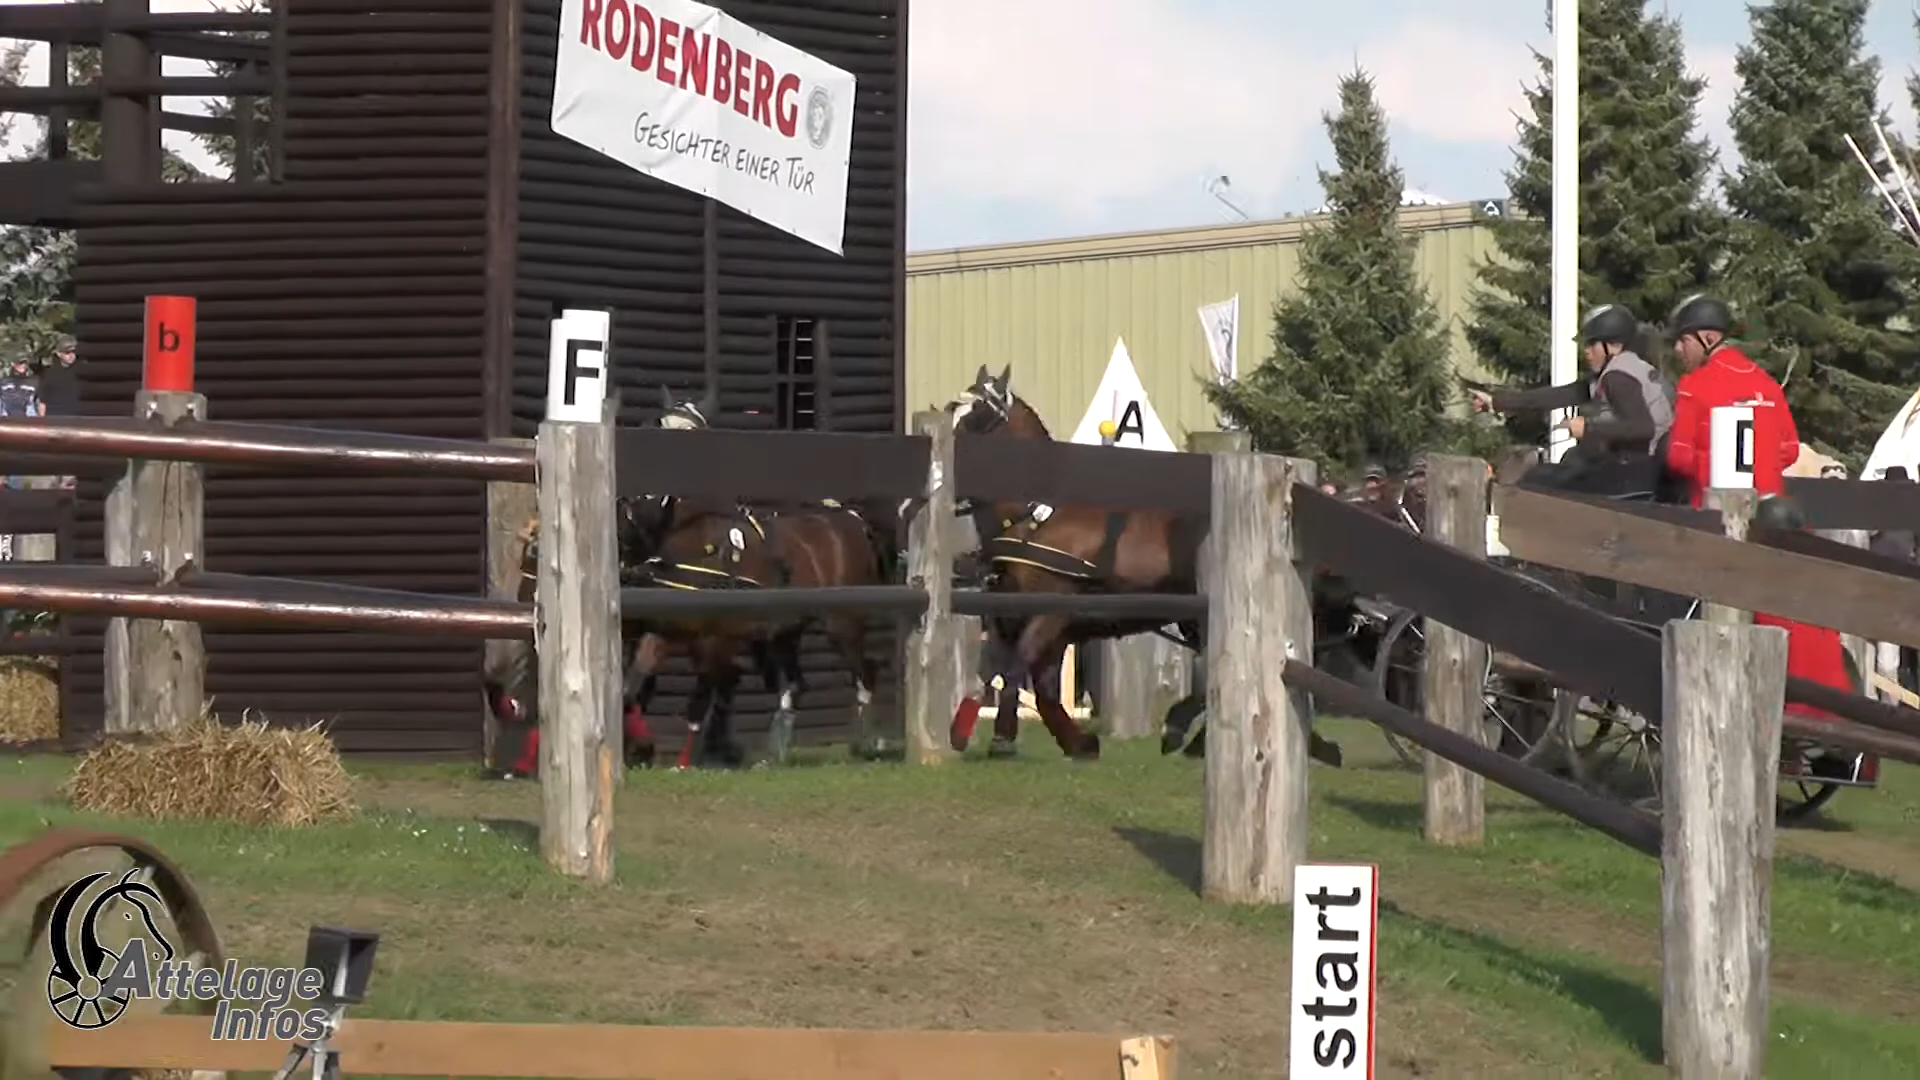 RODENBERG
GESICHTER EINER TÜR
b
F
A
D
start
Attelage
Infos